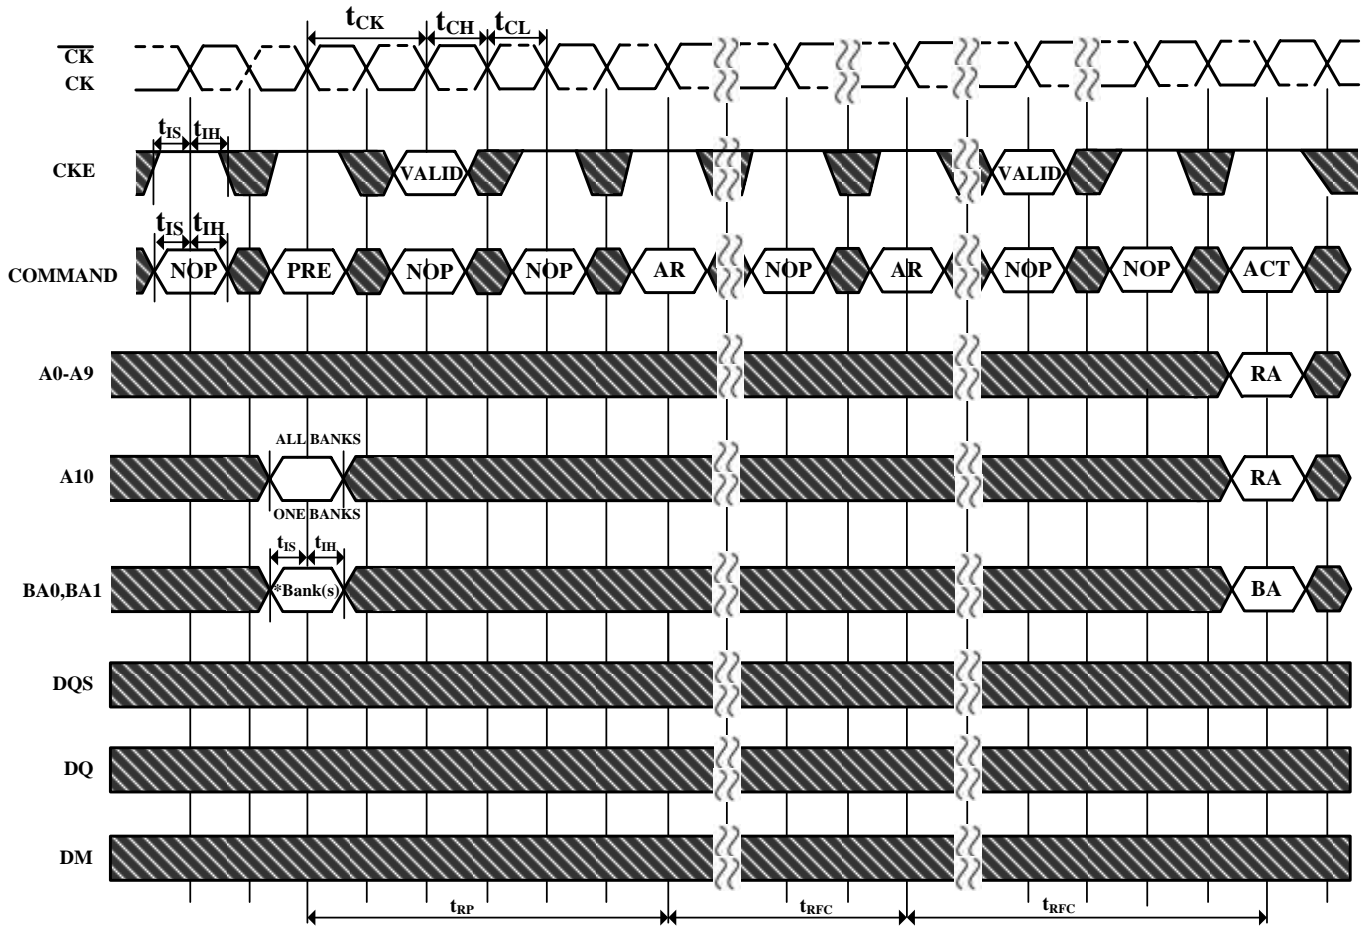 tCK tCH tCL
CK
CK
tIS tIH
CKE VALID VALID
tIS tIH
COMMAND NOP PRE NOP NOP AR NOP AR NOP NOP ACT
A0-A9 RA
ALL BANKS
A10 RA
ONE BANKS
tIS tIH
BA0,BA1 *Bank(s) BA
DQS
DQ
DM
tRP tRFC tRFC